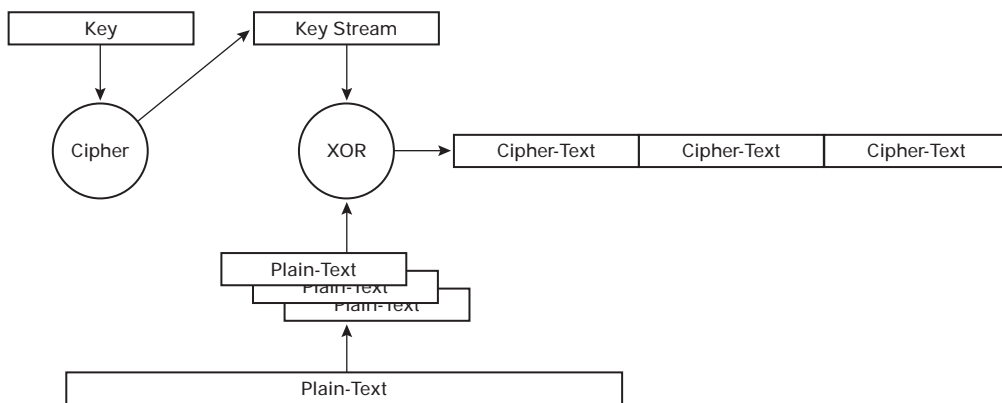 Key
Key Stream
Cipher
XOR
Cipher-Text
Cipher-Text
Cipher-Text
Plain-Text
Plain-Text
Plain-Text
Plain-Text